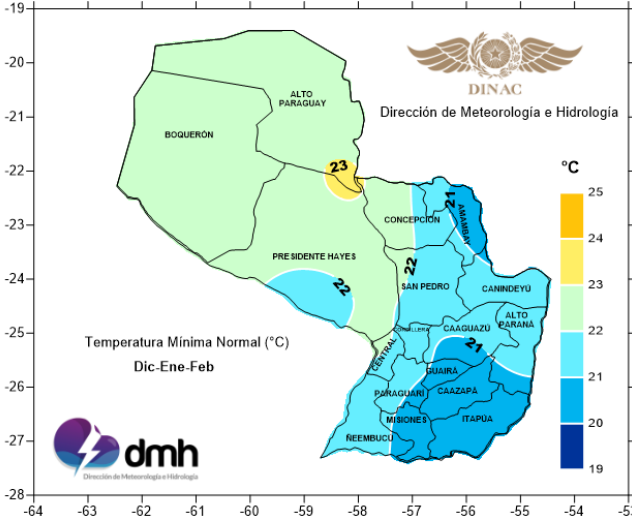 -19
-20
-21
-22
-23
-24
-25
-26
-27
-28
-64
-63
-62
-61
-60
-59
-58
-57
-56
-55
-54
-53
DINAC
Dirección de Meteorología e Hidrología
°C
25
24
23
22
21
20
19
ALTO
PARAGUAY
BOQUERÓN
23
21
AMAMBAY
CONCEPCIÓN
PRESIDENTE HAYES
22
22
SAN PEDRO
CANINDEYÚ
ALTO
PARANÁ
CORDILLERA
CAAGUAZÚ
21
CENTRAL
GUAIRÁ
CAAZAPÁ
PARAGUARÍ
MISIONES
ITAPÚA
ÑEEMBUCÚ
Temperatura Mínima Normal (°C)
Dic-Ene-Feb
dmh
Dirección de Meteorología e Hidrología